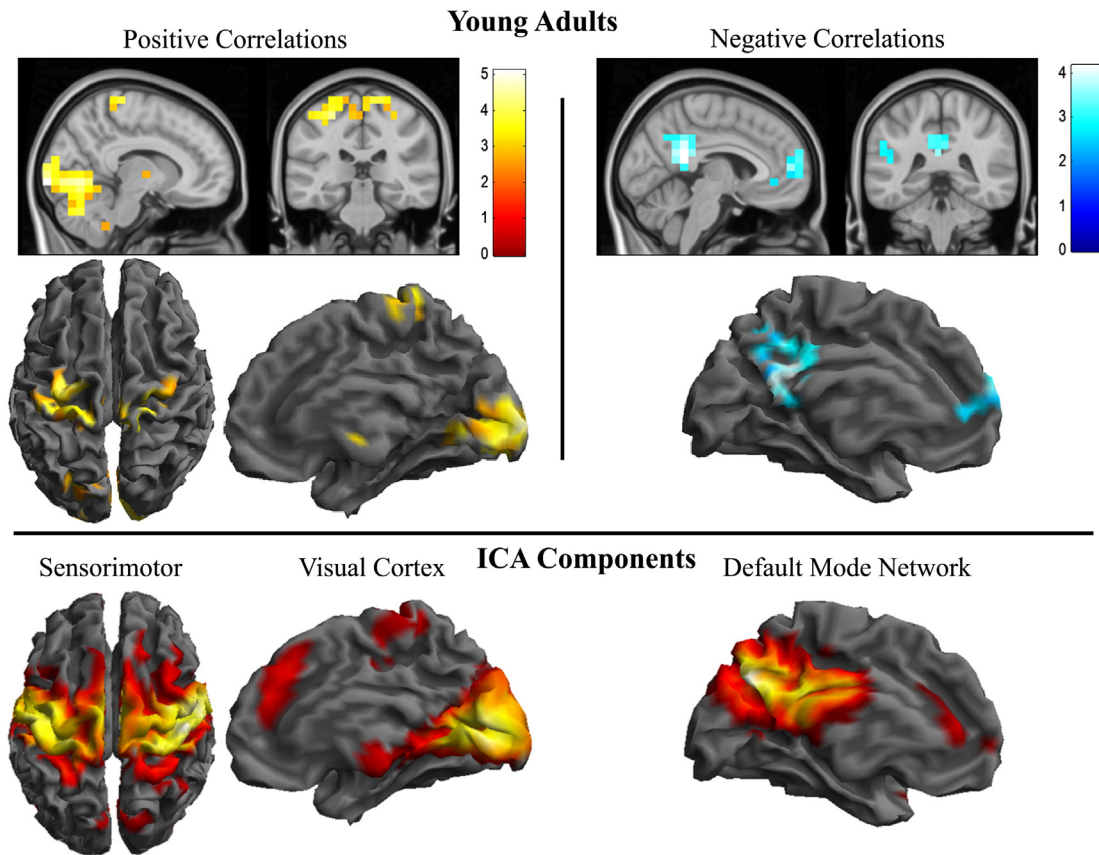 Young Adults
Positive Correlations
Negative Correlations
5
4
3
2
1
0
4
3
2
1
0
ICA Components
Sensorimotor
Visual Cortex
Default Mode Network